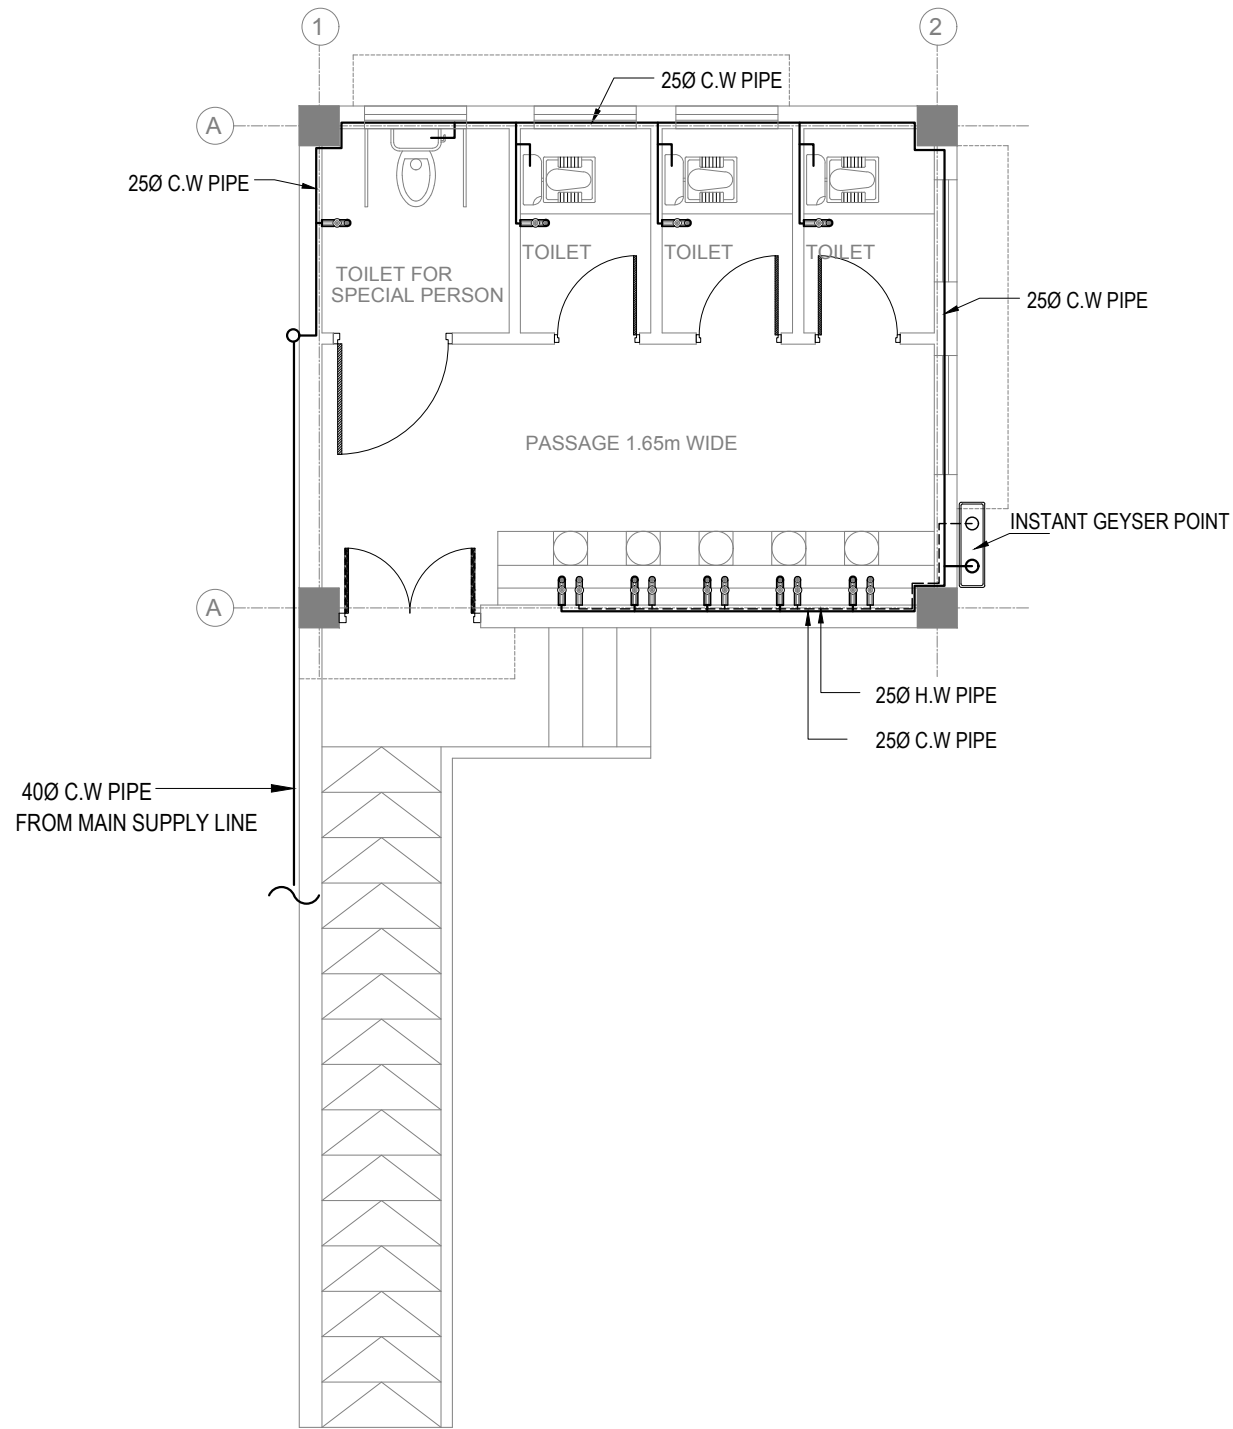 1
2
25Ø C.W PIPE
A
25Ø C.W PIPE
TOILET
TOILET
TOILET
TOILET FOR
SPECIAL PERSON
25Ø C.W PIPE
PASSAGE 1.65m WIDE
INSTANT GEYSER POINT
A
25Ø H.W PIPE
25Ø C.W PIPE
40Ø C.W PIPE
FROM MAIN SUPPLY LINE